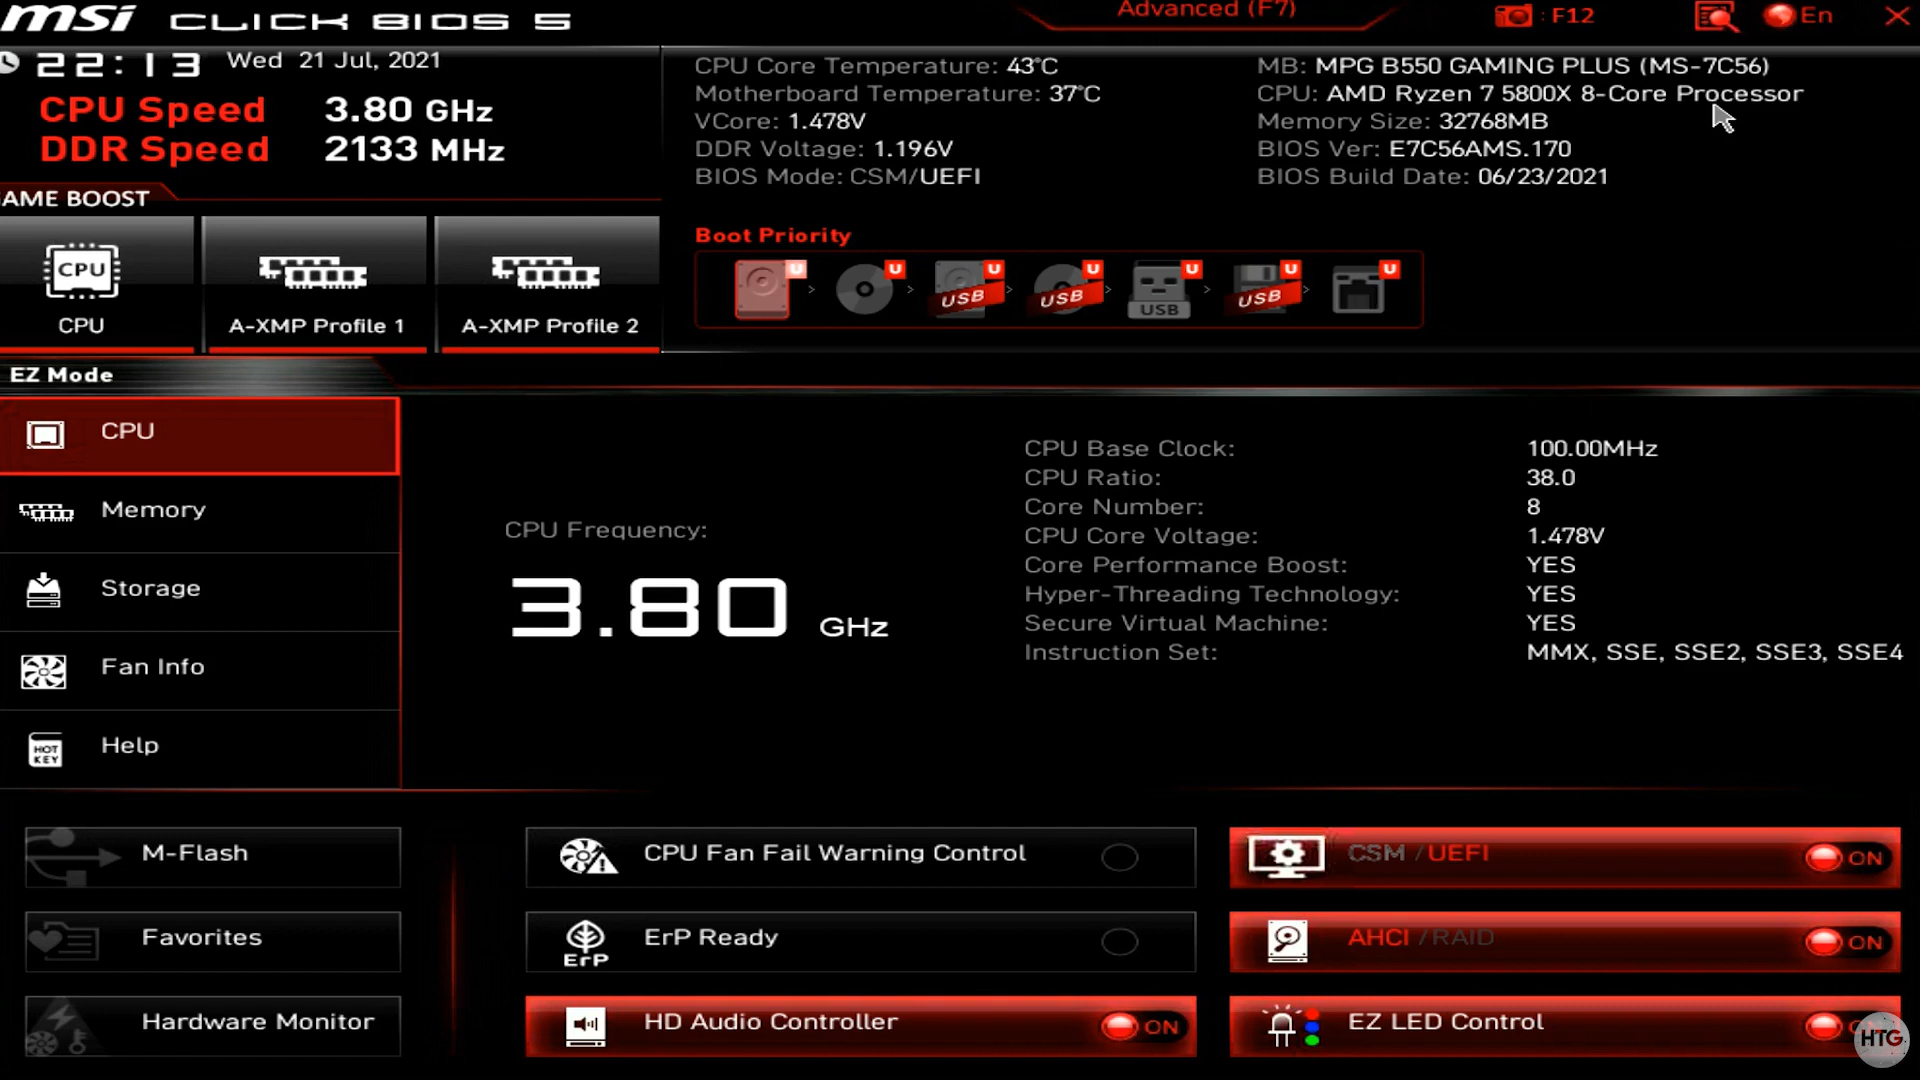 msi CLICK BIOS 5
Advanced (F7)
: F12
En
22:13 Wed 21 Jul, 2021
CPU Speed 3.80 GHz
DDR Speed 2133 MHz
CPU Core Temperature: 43°C
Motherboard Temperature: 37°C
VCore: 1.478V
DDR Voltage: 1.196V
BIOS Mode: CSM/UEFI
MB: MPG B550 GAMING PLUS (MS-7C56)
CPU: AMD Ryzen 7 5800X 8-Core Processor
Memory Size: 32768MB
BIOS Ver: E7C56AMS.170
BIOS Build Date: 06/23/2021
AME BOOST
CPU
CPU
A-XMP Profile 1
A-XMP Profile 2
Boot Priority
U U U U U U U
USB USB USB USB
EZ Mode
CPU
Memory
Storage
Fan Info
HOT KEY Help
CPU Frequency:
3.80 GHz
CPU Base Clock: 100.00MHz
CPU Ratio: 38.0
Core Number: 8
CPU Core Voltage: 1.478V
Core Performance Boost: YES
Hyper-Threading Technology: YES
Secure Virtual Machine: YES
Instruction Set: MMX, SSE, SSE2, SSE3, SSE4
M-Flash
Favorites
Hardware Monitor
CPU Fan Fail Warning Control
ErP ErP Ready
HD Audio Controller ON
CSM /UEFI ON
AHCI /RAID ON
EZ LED Control
HTG